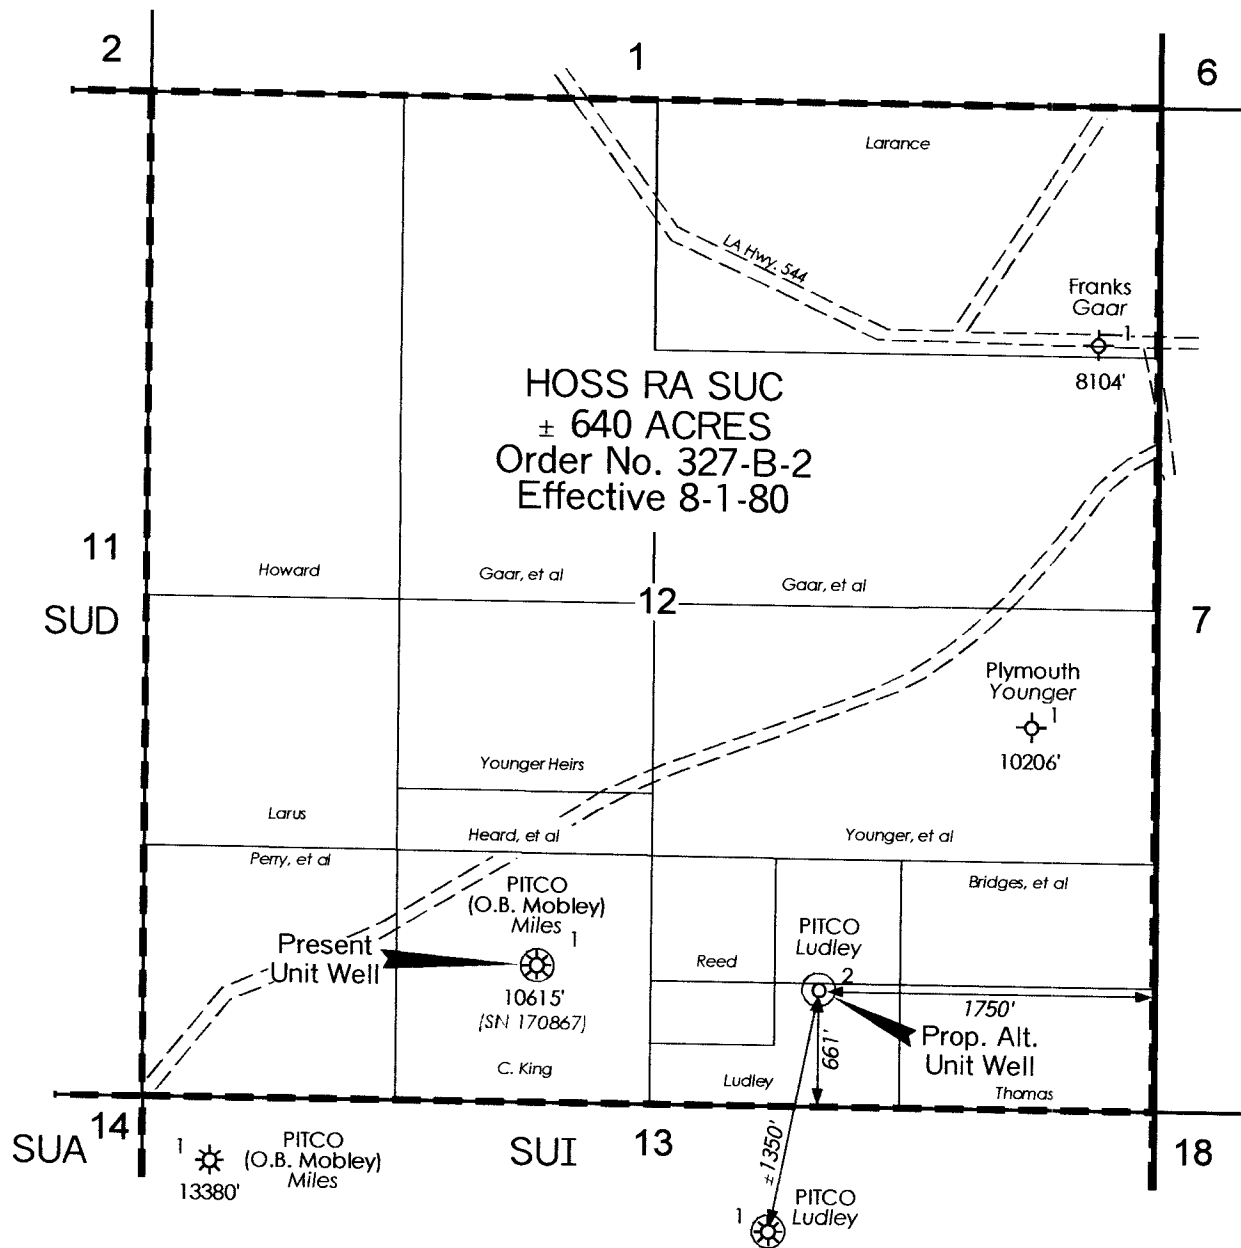 2
1
6
Larance
LA Hwy. 544
Franks
Gaar
1
8104'
HOSS RA SUC
± 640 ACRES
Order No. 327-B-2
Effective 8-1-80
11
SUD
Howard
Gaar, et al
Gaar, et al
12
7
Plymouth
Younger
1
10206'
Younger Heirs
Larus
Heard, et al
Younger, et al
Perry, et al
Bridges, et al
PITCO
(O.B. Mobley)
Miles
1
Present
Unit Well
10615'
(SN 170867)
Reed
PITCO
Ludley
2
1750'
661'
Prop. Alt.
Unit Well
C. King
Ludley
Thomas
14
SUA
1
PITCO
(O.B. Mobley)
Miles
13380'
SUI
13
18
±1350'
1
PITCO
Ludley